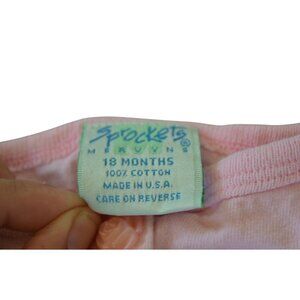 Sprockets®
MERVYN'S
18 MONTHS
100% COTTON
MADE IN U.S.A.
CARE ON REVERSE